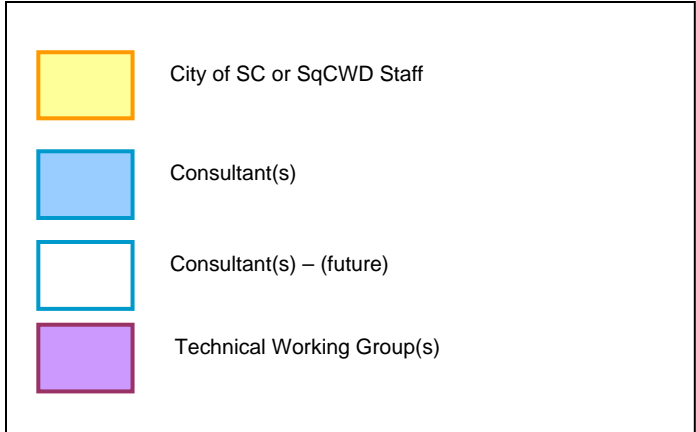 City of SC or SqCWD Staff
Consultant(s)
Consultant(s) – (future)
Technical Working Group(s)